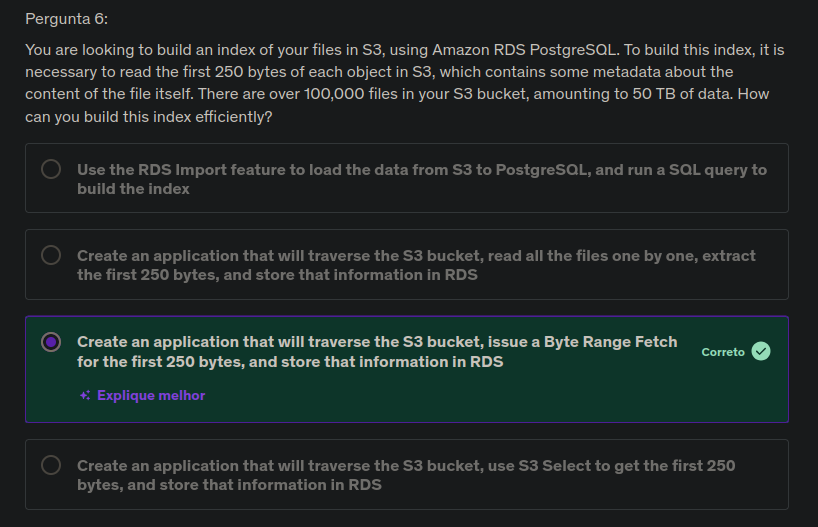 Pergunta 6:
You are looking to build an index of your files in S3, using Amazon RDS PostgreSQL. To build this index, it is
necessary to read the first 250 bytes of each object in S3, which contains some metadata about the
content of the file itself. There are over 100,000 files in your S3 bucket, amounting to 50 TB of data. How
can you build this index efficiently?
Use the RDS Import feature to load the data from S3 to PostgreSQL, and run a SQL query to
build the index
Create an application that will traverse the S3 bucket, read all the files one by one, extract
the first 250 bytes, and store that information in RDS
Create an application that will traverse the S3 bucket, issue a Byte Range Fetch
for the first 250 bytes, and store that information in RDS
Correto
Explique melhor
Create an application that will traverse the S3 bucket, use S3 Select to get the first 250
bytes, and store that information in RDS